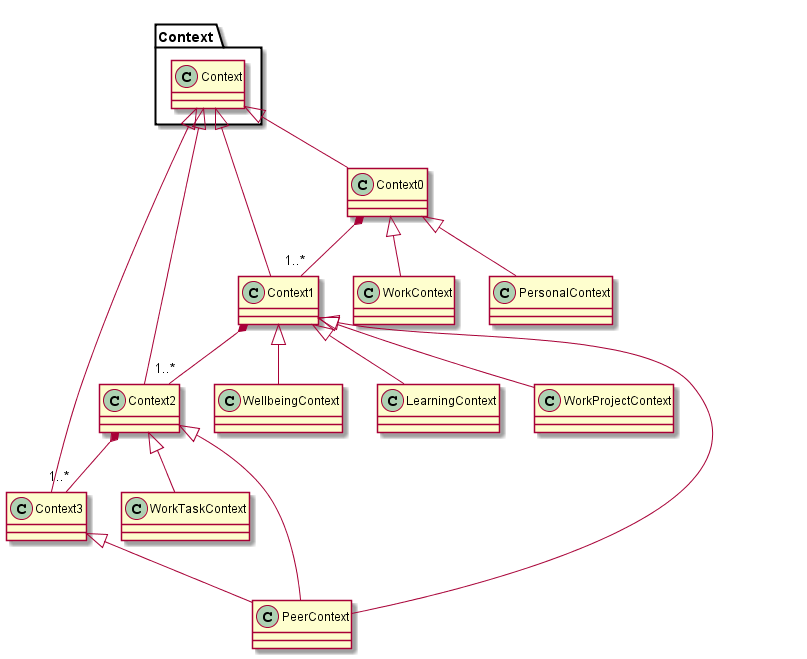 Context
C Context
C Context0
1..*
C Context1
C WorkContext
C PersonalContext
1..*
C Context2
C WellbeingContext
C LearningContext
C WorkProjectContext
1..*
C Context3
C WorkTaskContext
C PeerContext